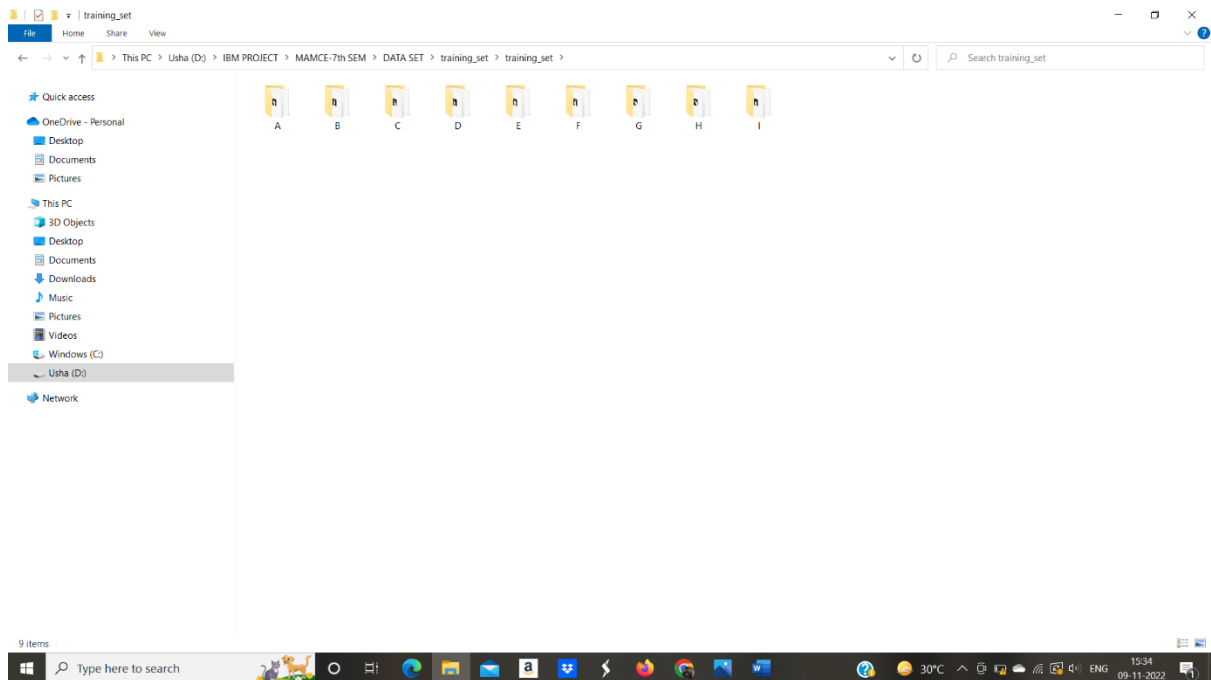 training_set
File Home Share View
This PC > Usha (D:) > IBM PROJECT > MAMCE-7th SEM > DATA SET > training_set > training_set >
Search training_set
Quick access
OneDrive - Personal
Desktop
Documents
Pictures
This PC
3D Objects
Desktop
Documents
Downloads
Music
Pictures
Videos
Windows (C:)
Usha (D:)
Network
A B C D E F G H I
9 items
Type here to search
30°C ENG
15:34
09-11-2022